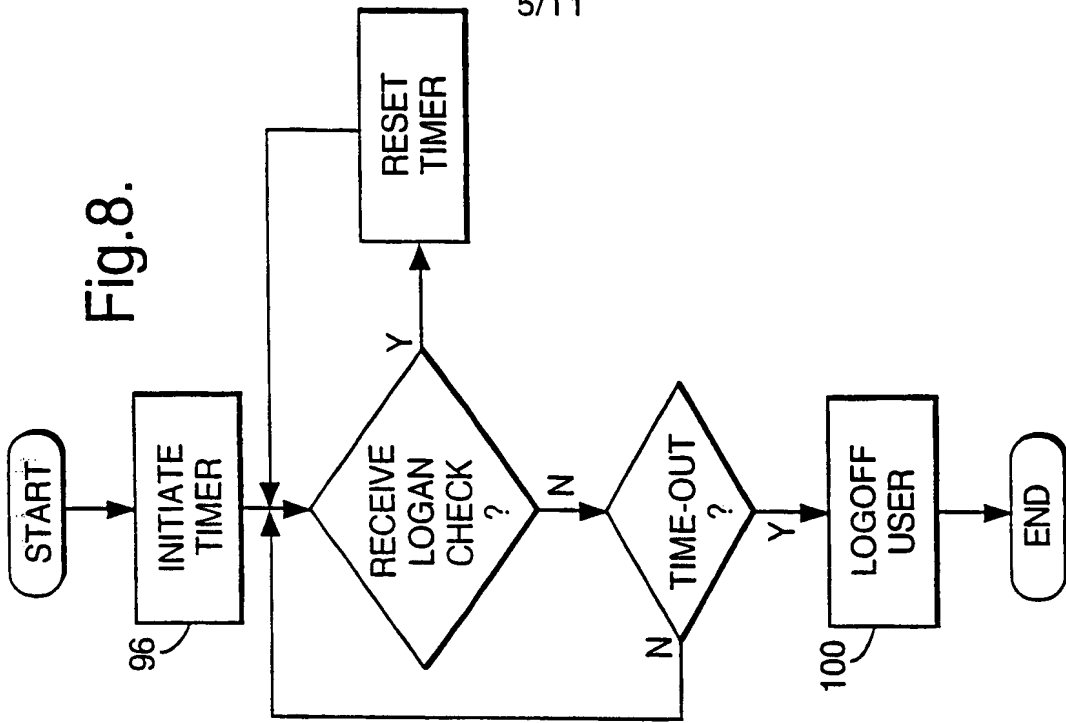 5/11
Fig.8.
START
INITIATE
TIMER
96
RECEIVE
LOGAN
CHECK
?
Y
RESET
TIMER
N
TIME-OUT
?
N
Y
LOGOFF
USER
100
END